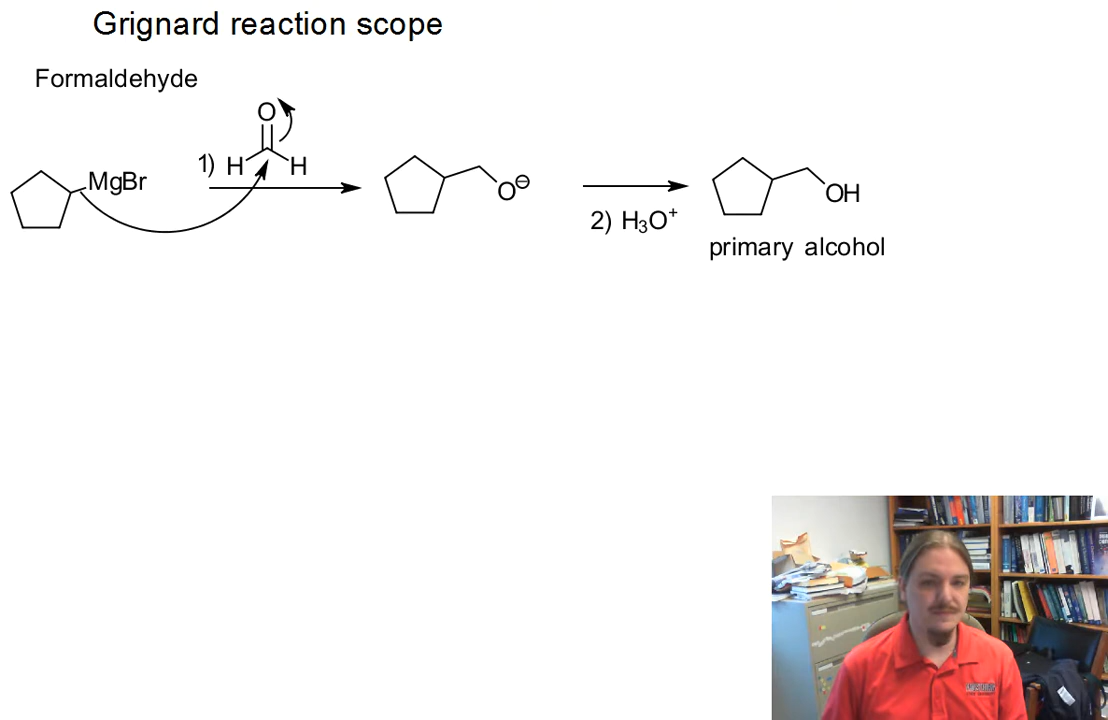 Grignard reaction scope
Formaldehyde
O
1) H H
MgBr
O⊖
2) H₃O⁺
OH
primary alcohol